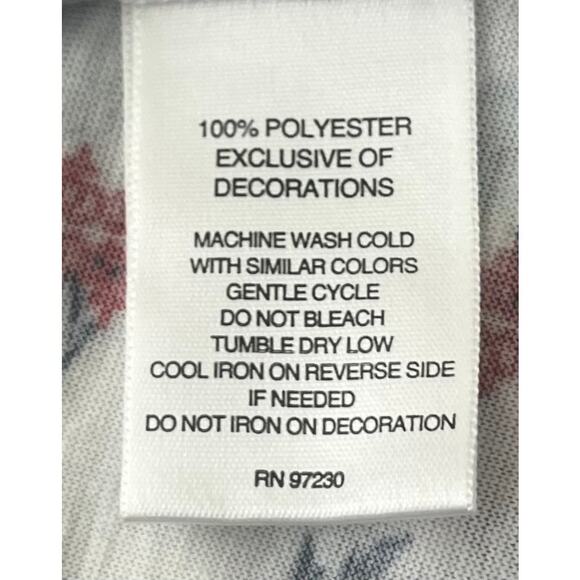 100% POLYESTER
EXCLUSIVE OF
DECORATIONS
MACHINE WASH COLD
WITH SIMILAR COLORS
GENTLE CYCLE
DO NOT BLEACH
TUMBLE DRY LOW
COOL IRON ON REVERSE SIDE
IF NEEDED
DO NOT IRON ON DECORATION
RN 97230